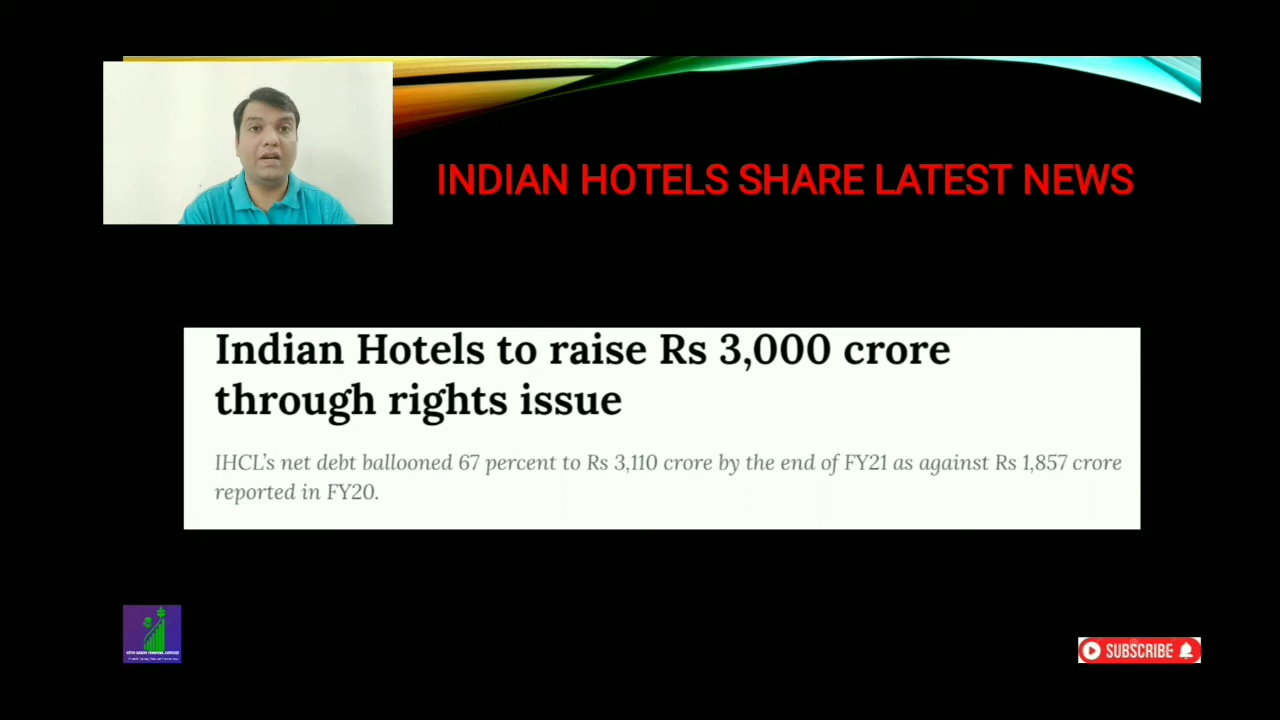 INDIAN HOTELS SHARE LATEST NEWS
Indian Hotels to raise Rs 3,000 crore
through rights issue
IHCL's net debt ballooned 67 percent to Rs 3,110 crore by the end of FY21 as against Rs 1,857 crore
reported in FY20.
SUBSCRIBE